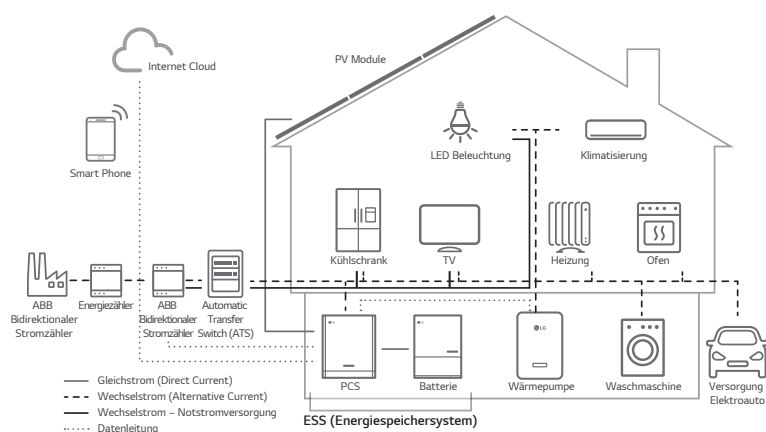 Internet Cloud
PV Module
Smart Phone
LED Beleuchtung
Klimatisierung
Kühlschrank
TV
Heizung
Ofen
ABB
Bidirektionaler
Stromzähler
Energiezähler
ABB
Bidirektionaler
Stromzähler
Automatic
Transfer
Switch (ATS)
LG
PCS
Batterie
Wärmepumpe
Waschmaschine
Versorgung
Elektroauto
Gleichstrom (Direct Current)
Wechselstrom (Alternative Current)
Wechselstrom – Notstromversorgung
Datenleitung
ESS (Energiespeichersystem)